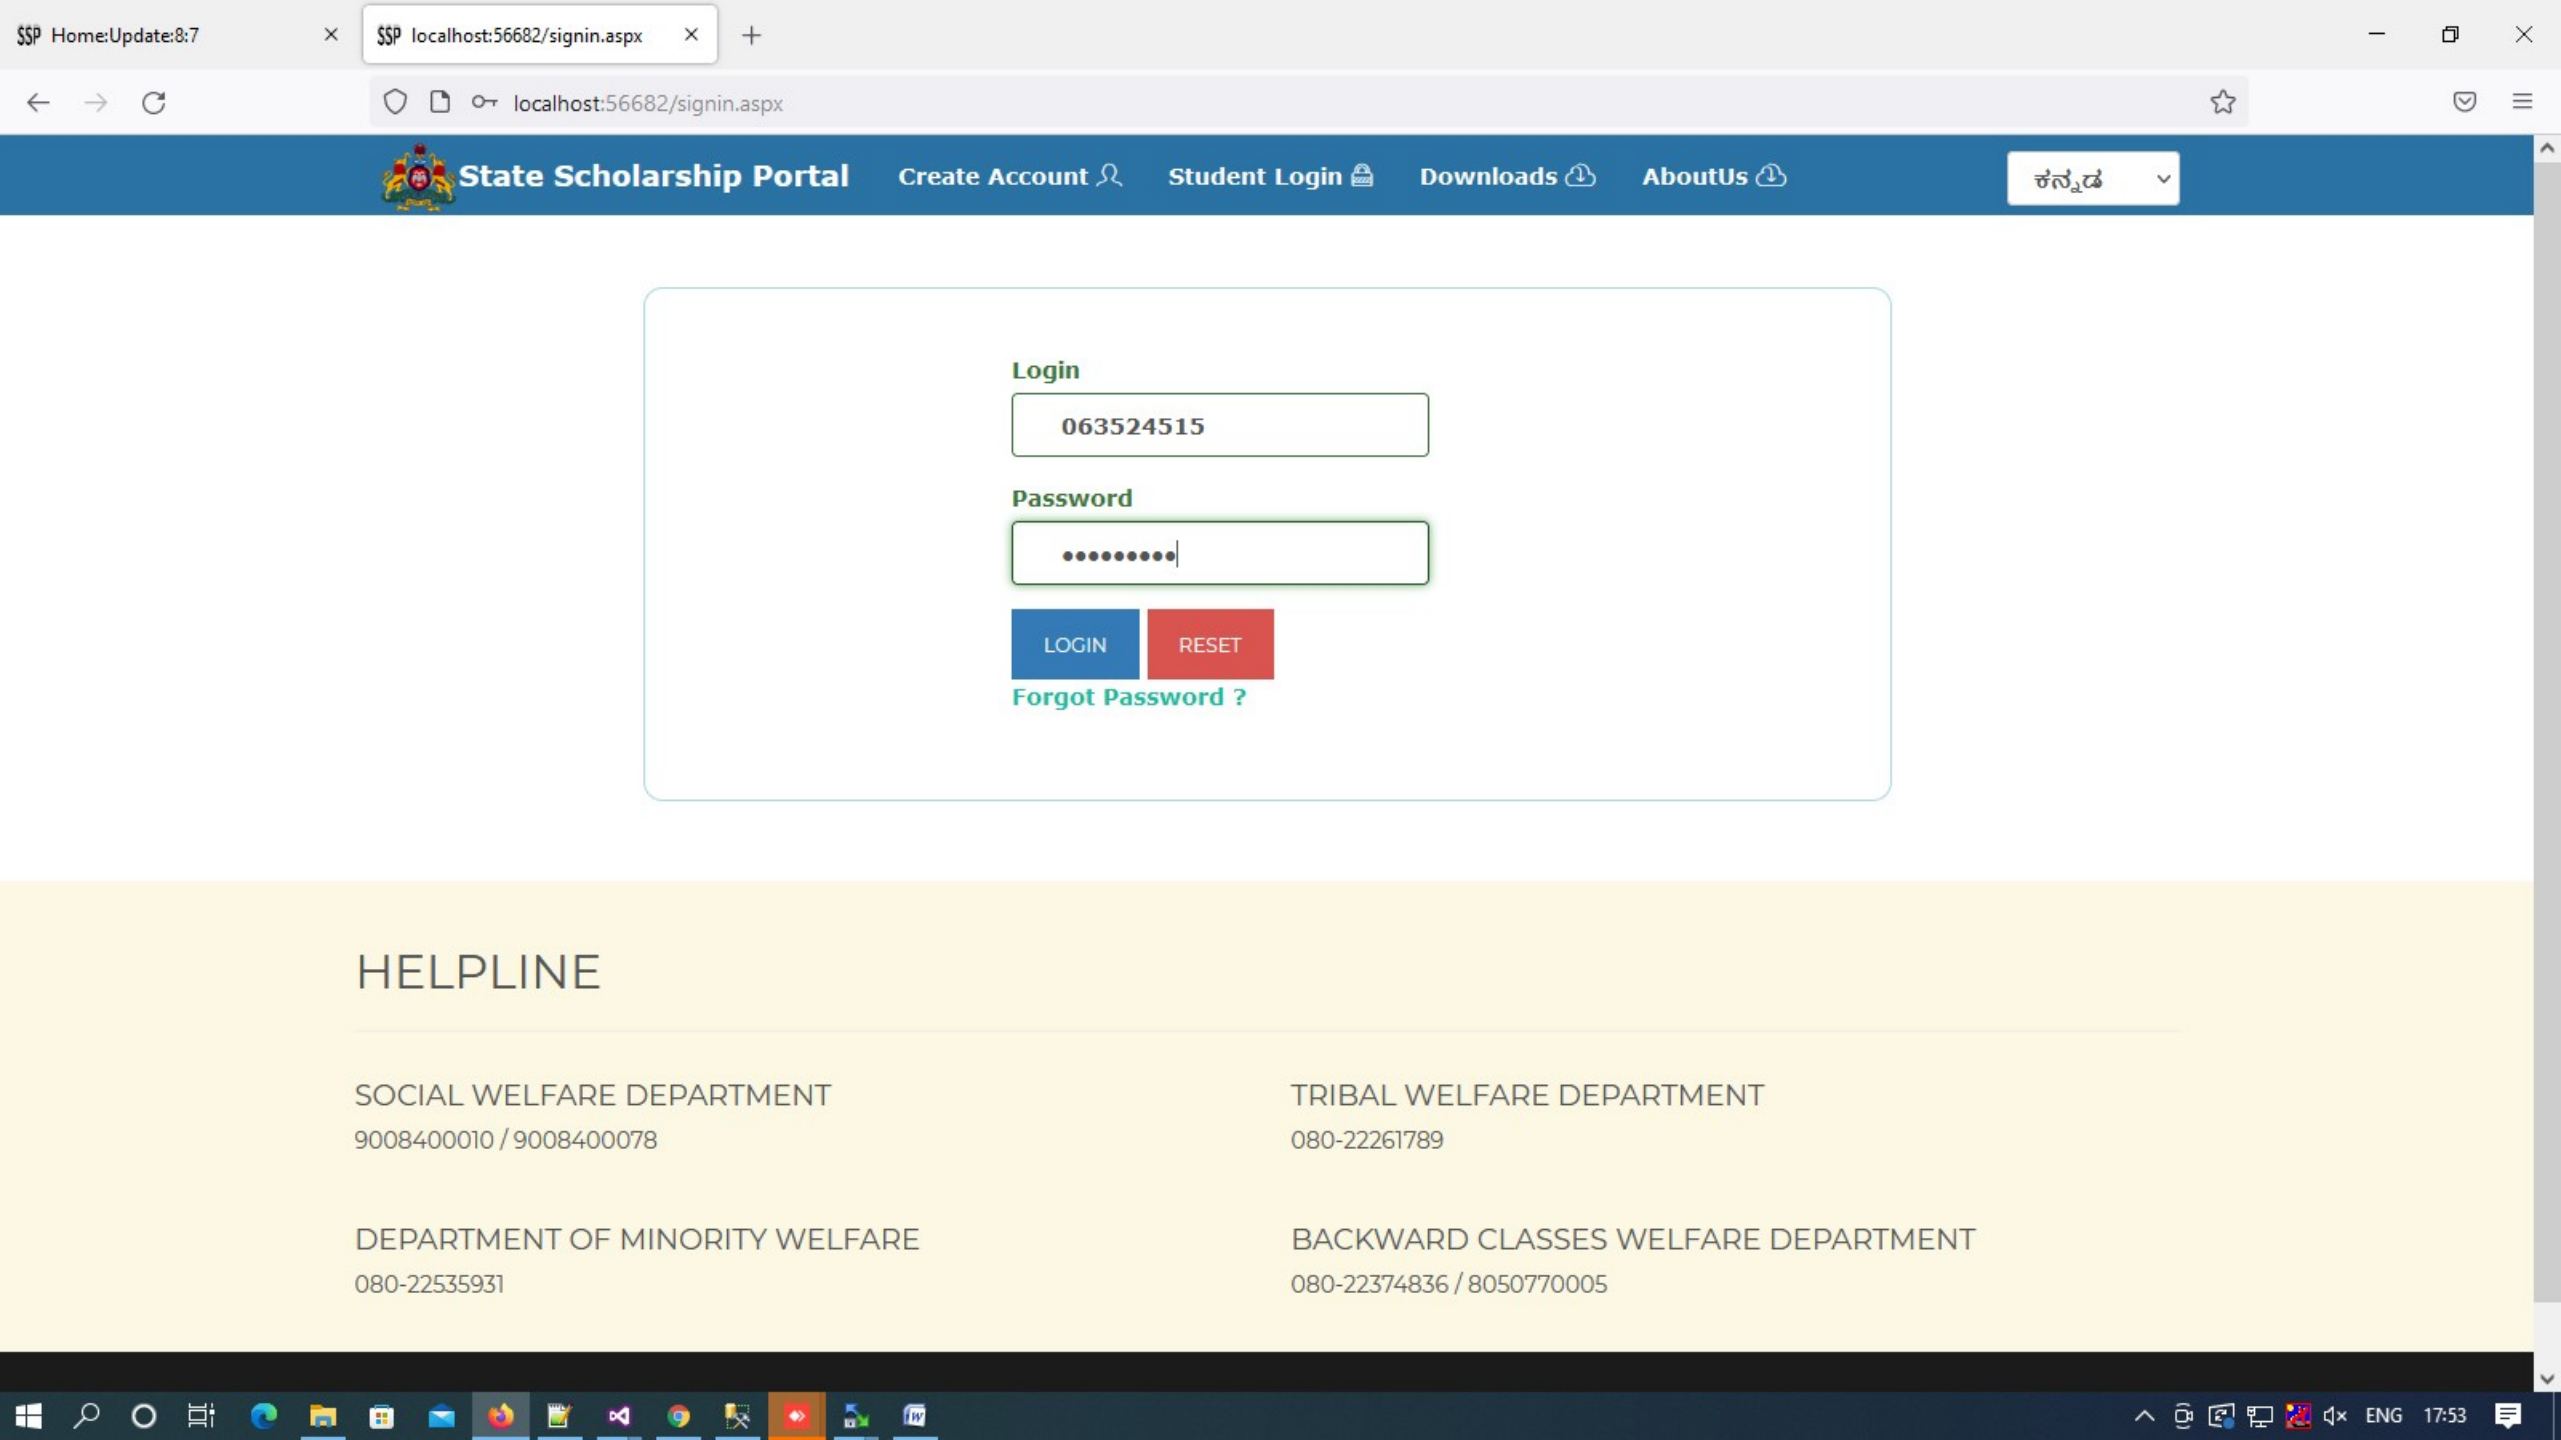 SSP Home:Update:8:7
SSP localhost:56682/signin.aspx
localhost:56682/signin.aspx
State Scholarship Portal Create Account Student Login Downloads AboutUs ಕನ್ನಡ
Login
063524515
Password
•••••••••
LOGIN RESET
Forgot Password ?
HELPLINE
SOCIAL WELFARE DEPARTMENT
9008400010 / 9008400078
TRIBAL WELFARE DEPARTMENT
080-22261789
DEPARTMENT OF MINORITY WELFARE
080-22535931
BACKWARD CLASSES WELFARE DEPARTMENT
080-22374836 / 8050770005
ENG 17:53